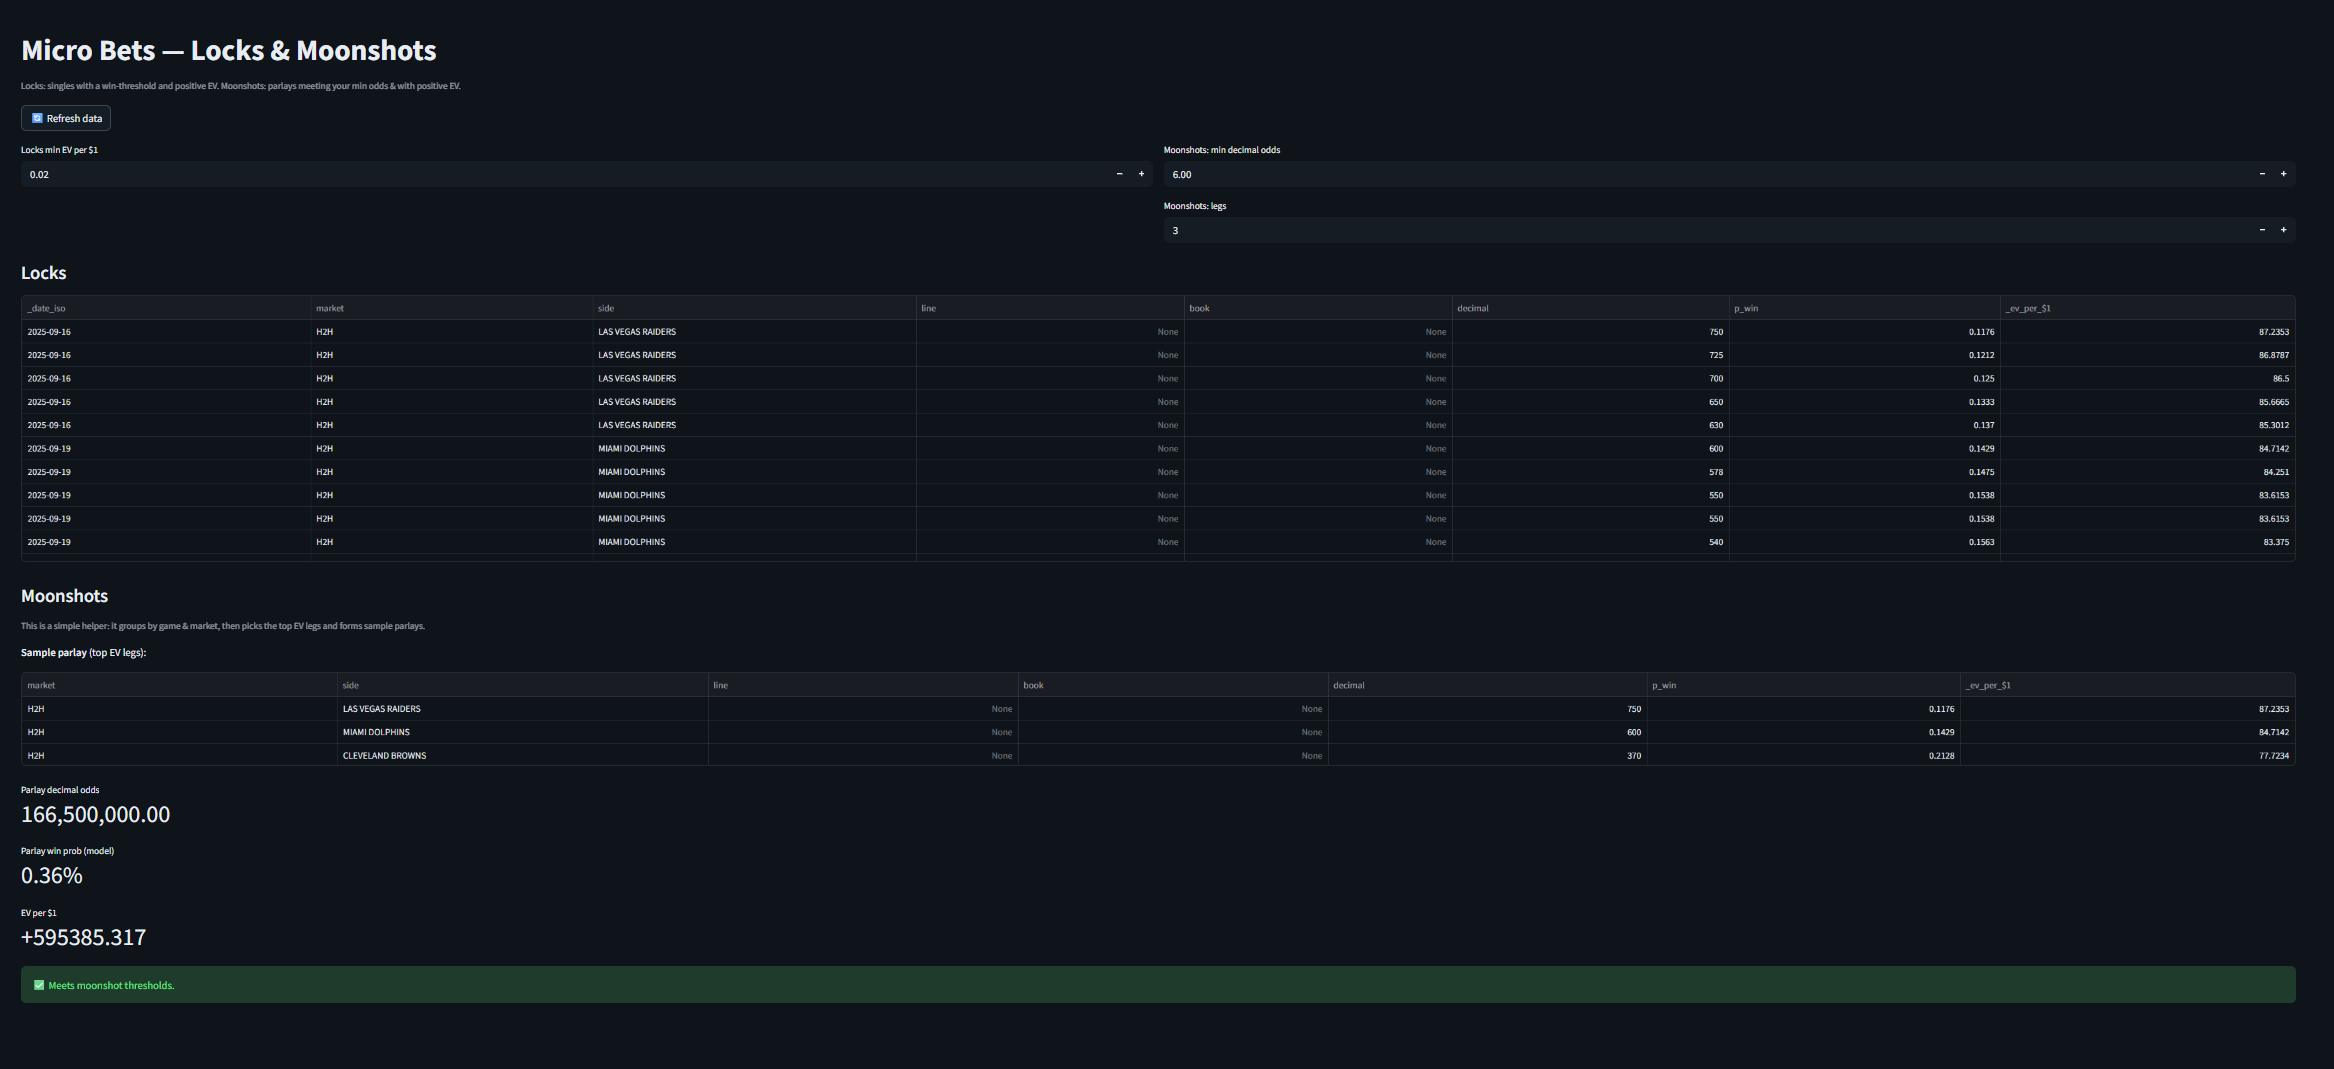 Micro Bets — Locks & Moonshots
Locks: singles with a win-threshold and positive EV. Moonshots: parlays meeting your min odds & with positive EV.
Refresh data
Locks min EV per $1
0.02
Moonshots: min decimal odds
6.00
Moonshots: legs
3
Locks
_date_iso market side line book decimal p_win _ev_per_$1
2025-09-16 H2H LAS VEGAS RAIDERS None None 750 0.1176 87.2353
2025-09-16 H2H LAS VEGAS RAIDERS None None 725 0.1212 86.8787
2025-09-16 H2H LAS VEGAS RAIDERS None None 700 0.125 86.5
2025-09-16 H2H LAS VEGAS RAIDERS None None 650 0.1333 85.6665
2025-09-16 H2H LAS VEGAS RAIDERS None None 630 0.137 85.3012
2025-09-19 H2H MIAMI DOLPHINS None None 600 0.1429 84.7142
2025-09-19 H2H MIAMI DOLPHINS None None 578 0.1475 84.251
2025-09-19 H2H MIAMI DOLPHINS None None 550 0.1538 83.6153
2025-09-19 H2H MIAMI DOLPHINS None None 550 0.1538 83.6153
2025-09-19 H2H MIAMI DOLPHINS None None 540 0.1563 83.375
Moonshots
This is a simple helper: it groups by game & market, then picks the top EV legs and forms sample parlays.
Sample parlay (top EV legs):
market side line book decimal p_win _ev_per_$1
H2H LAS VEGAS RAIDERS None None 750 0.1176 87.2353
H2H MIAMI DOLPHINS None None 600 0.1429 84.7142
H2H CLEVELAND BROWNS None None 370 0.2128 77.7234
Parlay decimal odds
166,500,000.00
Parlay win prob (model)
0.36%
EV per $1
+595385.317
Meets moonshot thresholds.